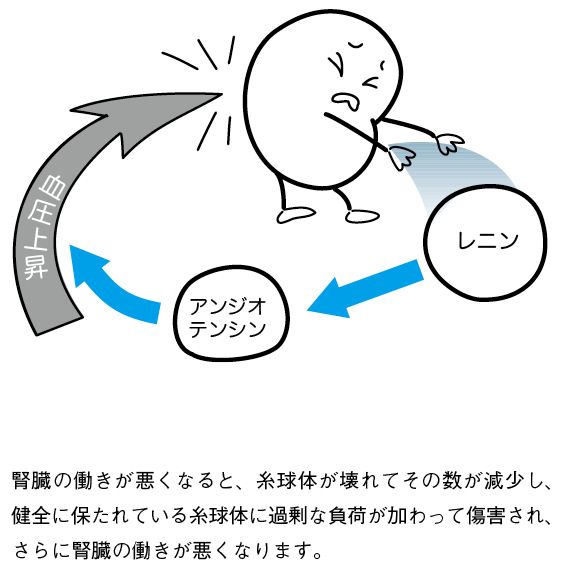 血圧上昇
レニン
アンジオ
テンシン
腎臓の働きが悪くなると、糸球体が壊れてその数が減少し、
健全に保たれている糸球体に過剰な負荷が加わって傷害され、
さらに腎臓の働きが悪くなります。